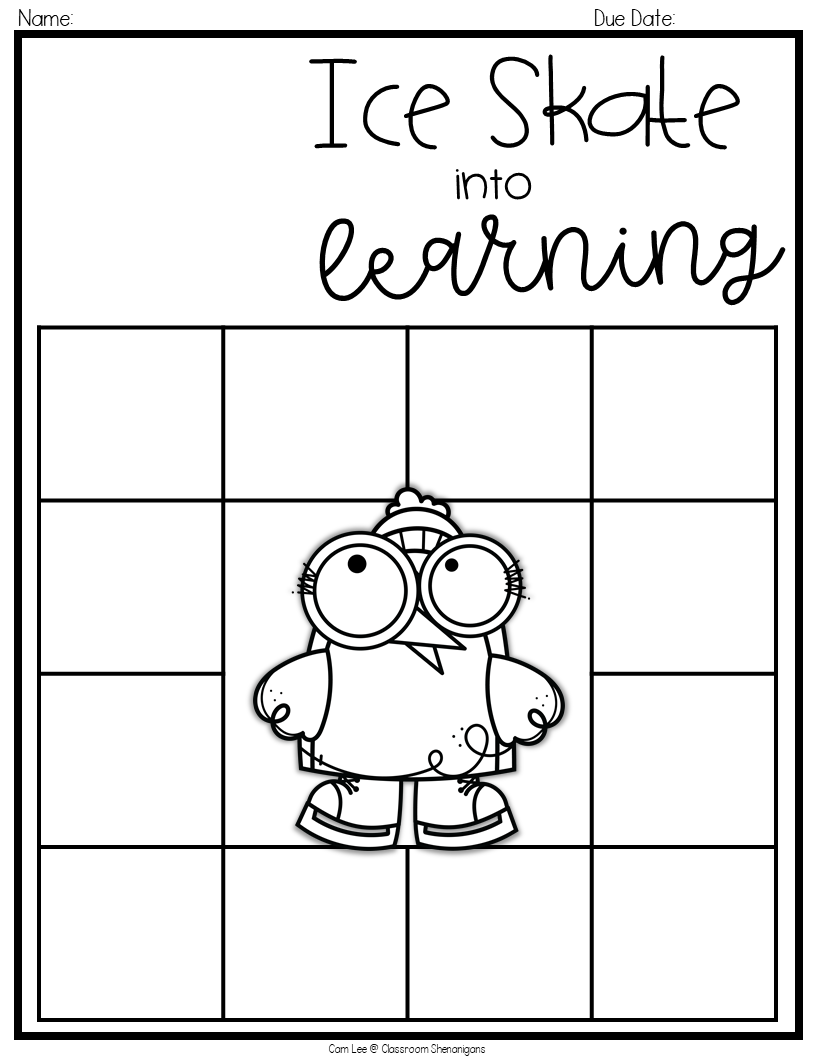 Name: Due Date:
Ice Skate
into
learning
Cam Lee @ Classroom Shenanigans